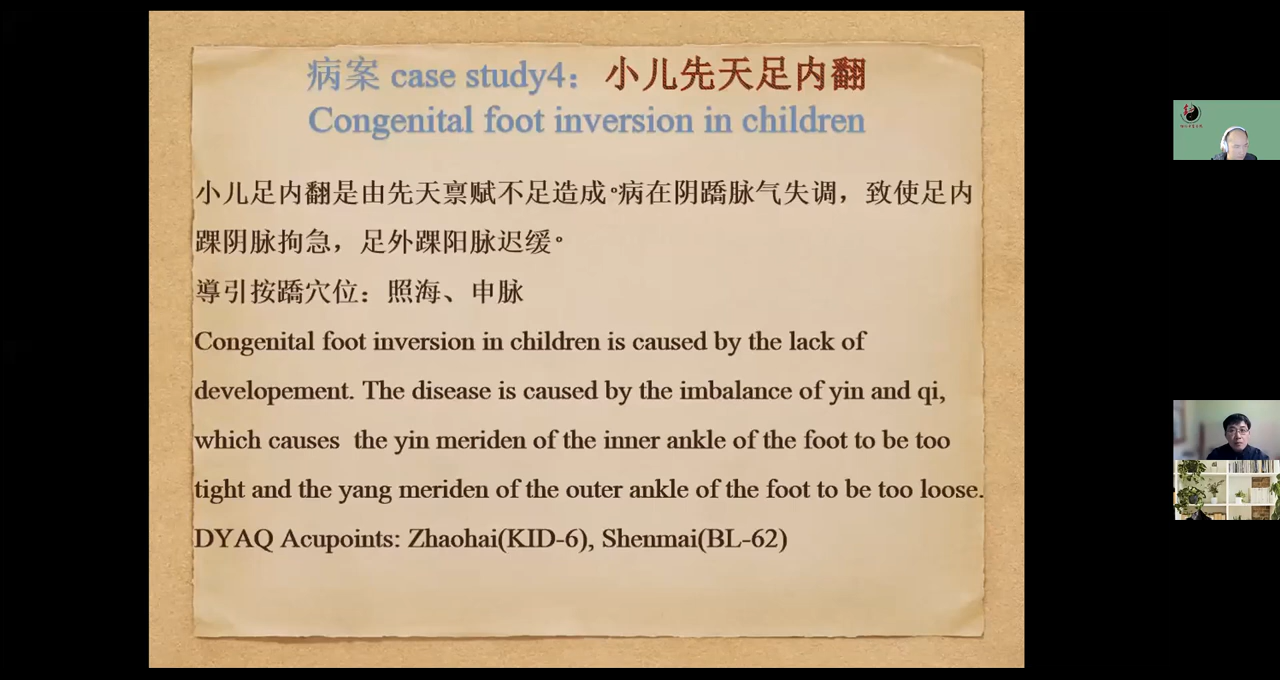 病案 case study4：小儿先天足内翻
Congenital foot inversion in children
小儿足内翻是由先天禀赋不足造成。病在阴蹻脉气失调，致使足内
踝阴脉拘急，足外踝阳脉迟缓。
導引按蹻穴位：照海、申脉
Congenital foot inversion in children is caused by the lack of
developement. The disease is caused by the imbalance of yin and qi,
which causes the yin meriden of the inner ankle of the foot to be too
tight and the yang meriden of the outer ankle of the foot to be too loose.
DYAQ Acupoints: Zhaohai(KID-6), Shenmai(BL-62)